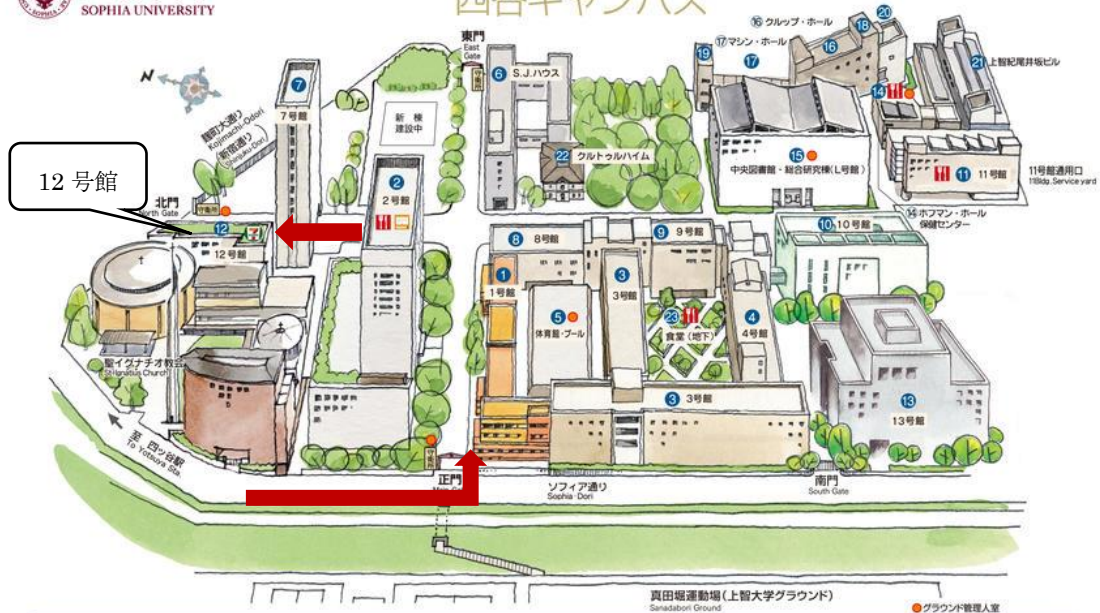 SOPHIA UNIVERSITY
四谷キャンパス
東門
East
Gate
守衛所
6 S.J.ハウス
16 クルップ・ホール
17 マシン・ホール
18
20
19
17
16
21 上智紀尾井坂ビル
14
N
7
7号館
麹町大通り
Kojimachi-Odori
(新宿通り)
Shinjuku-Dori
新棟
建設中
22 クルトゥルハイム
15
中央図書館・総合研究棟(L号館)
11 11号館
11号館通用口
11Bldg. Service yard
14 ホフマン・ホール
保健センター
12 号館
北門
North Gate
守衛所
2
2号館
12
12号館
8 8号館
9 9号館
10 10号館
1
1号館
3
3号館
5
体育館・プール
23
食堂(地下)
4
4号館
聖イグナチオ教会
St-Ignatius Church
3 3号館
13
13号館
至 四ッ谷駅
To Yotsuya Sta.
守衛所
正門
ソフィア通り
Sophia-Dori
南門
South Gate
真田堀運動場(上智大学グラウンド)
Sanadabori Ground
グラウンド管理人室